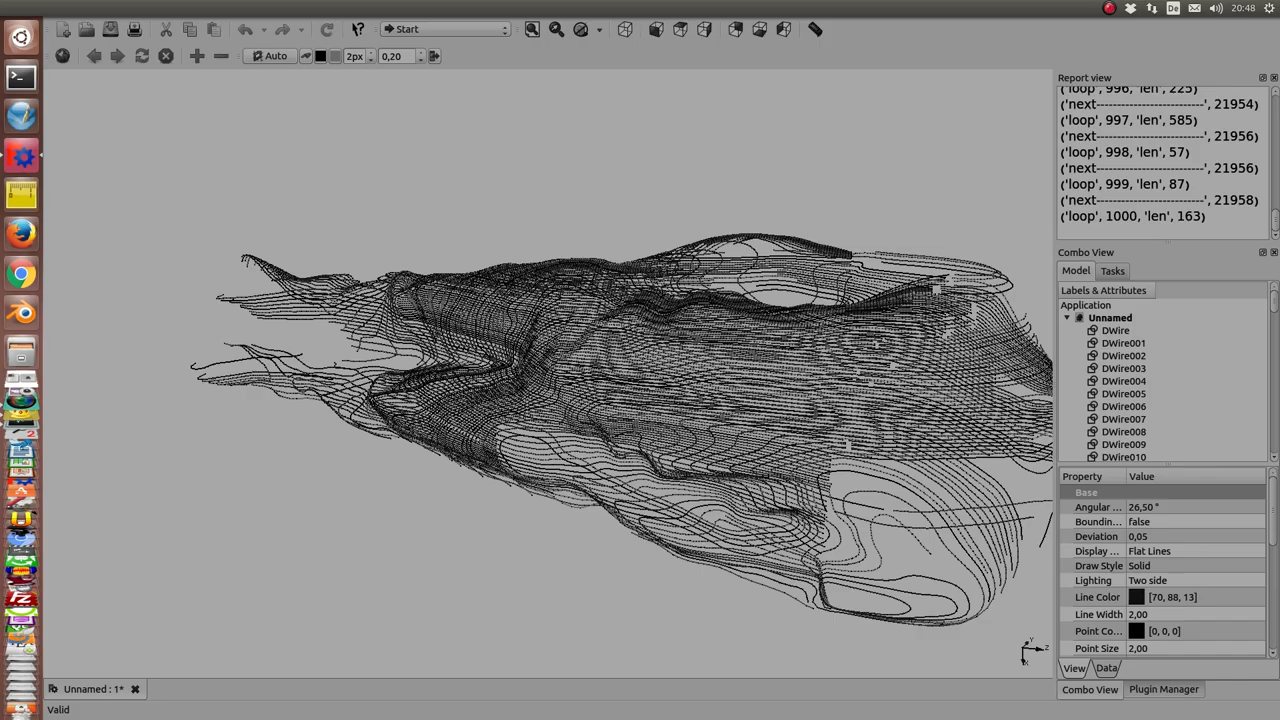 De
20:48
Start
Auto
2px
0,20
Report view
('loop', 996, 'len', 225)
('next--------------------------', 21954)
('loop', 997, 'len', 585)
('next--------------------------', 21956)
('loop', 998, 'len', 57)
('next--------------------------', 21956)
('loop', 999, 'len', 87)
('next--------------------------', 21958)
('loop', 1000, 'len', 163)
Combo View
Model
Tasks
Labels & Attributes
Application
Unnamed
DWire
DWire001
DWire002
DWire003
DWire004
DWire005
DWire006
DWire007
DWire008
DWire009
DWire010
Property Value
Base
Angular ... 26,50 °
Boundin... false
Deviation 0,05
Display ... Flat Lines
Draw Style Solid
Lighting Two side
Line Color [70, 88, 13]
Line Width 2,00
Point Co... [0, 0, 0]
Point Size 2,00
View
Data
Combo View
Plugin Manager
Unnamed : 1*
Valid